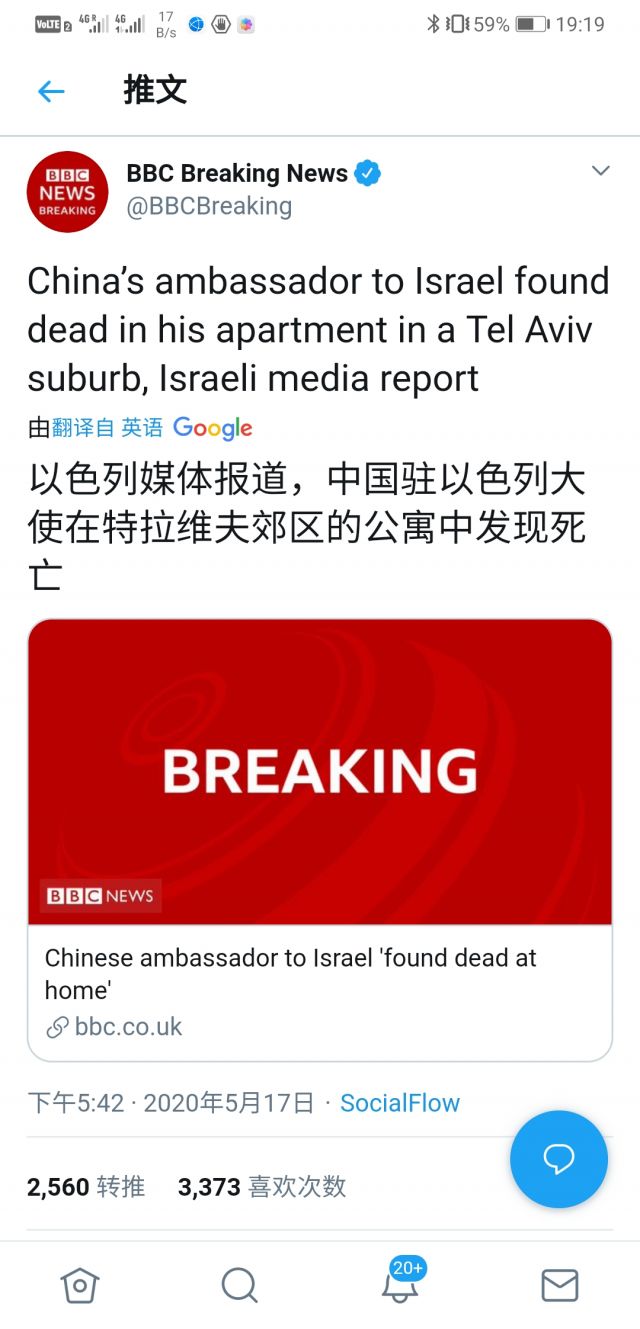 VoLTE 2 4G R 4G 17 B/s 59% 19:19
推文
BBC NEWS BREAKING
BBC Breaking News
@BBCBreaking
China’s ambassador to Israel found
dead in his apartment in a Tel Aviv
suburb, Israeli media report
由翻译自 英语 Google
以色列媒体报道，中国驻以色列大
使在特拉维夫郊区的公寓中发现死
亡
BREAKING
BBC NEWS
Chinese ambassador to Israel 'found dead at
home'
bbc.co.uk
下午5:42 · 2020年5月17日 · SocialFlow
2,560 转推 3,373 喜欢次数
20+